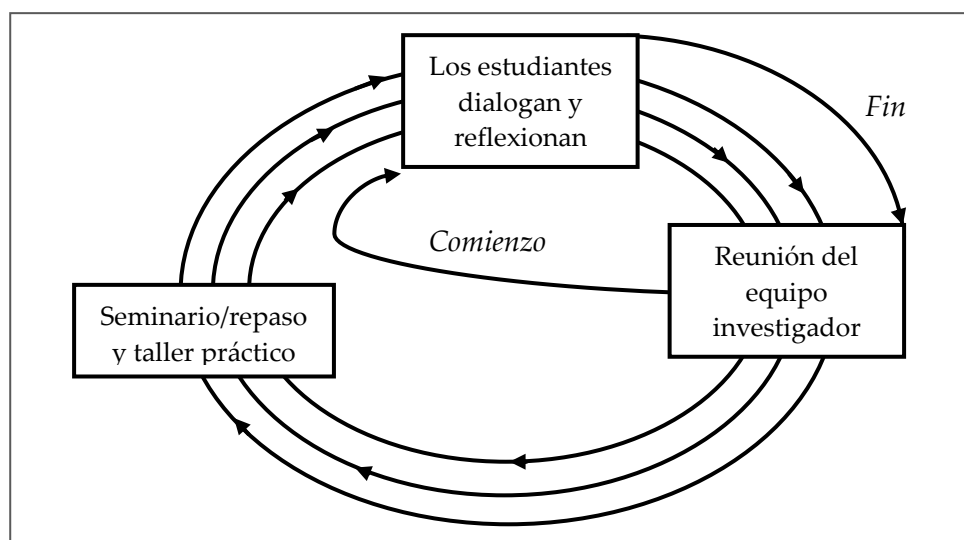 Los estudiantes
dialogan y
reflexionan
Fin
Comienzo
Reunión del
equipo
investigador
Seminario/repaso
y taller práctico